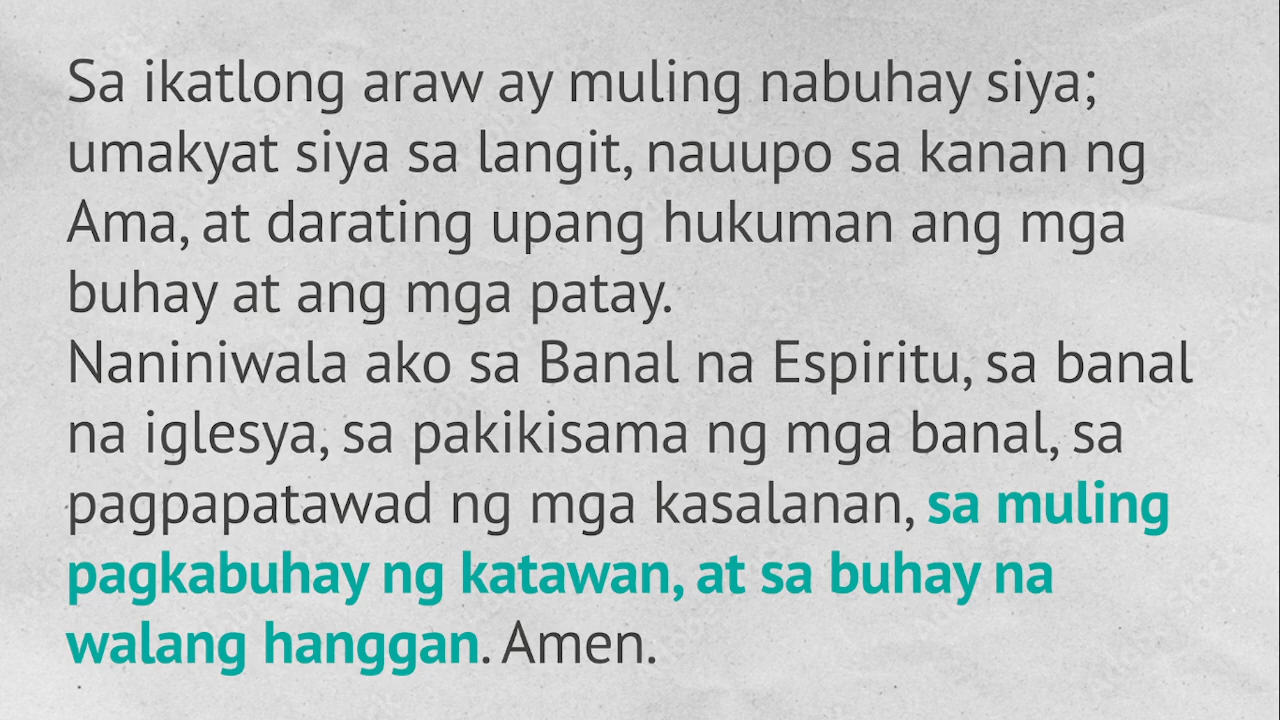 Sa ikatlong araw ay muling nabuhay siya;
umakyat siya sa langit, nauupo sa kanan ng
Ama, at darating upang hukuman ang mga
buhay at ang mga patay.
Naniniwala ako sa Banal na Espiritu, sa banal
na iglesya, sa pakikisama ng mga banal, sa
pagpapatawad ng mga kasalanan, sa muling
pagkabuhay ng katawan, at sa buhay na
walang hanggan. Amen.